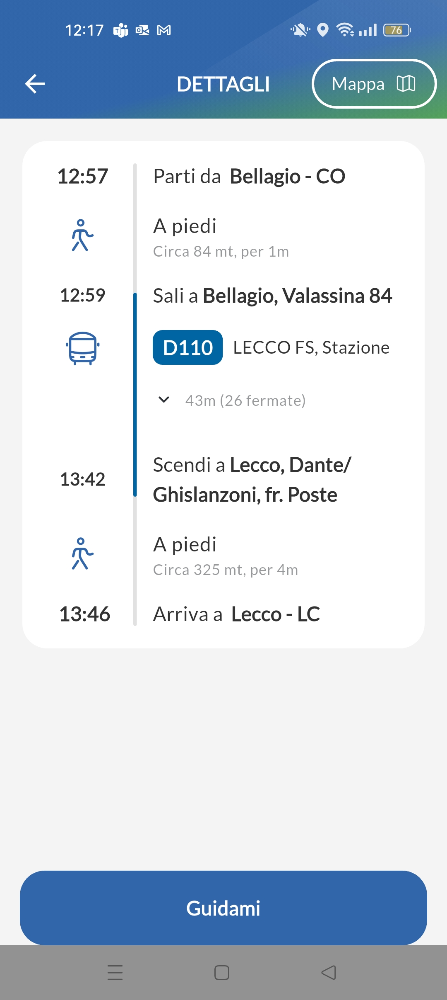 12:17
76
DETTAGLI
Mappa
12:57
Parti da Bellagio - CO
A piedi
Circa 84 mt, per 1m
12:59
Sali a Bellagio, Valassina 84
D110
LECCO FS, Stazione
43m (26 fermate)
13:42
Scendi a Lecco, Dante/
Ghislanzoni, fr. Poste
A piedi
Circa 325 mt, per 4m
13:46
Arriva a Lecco - LC
Guidami